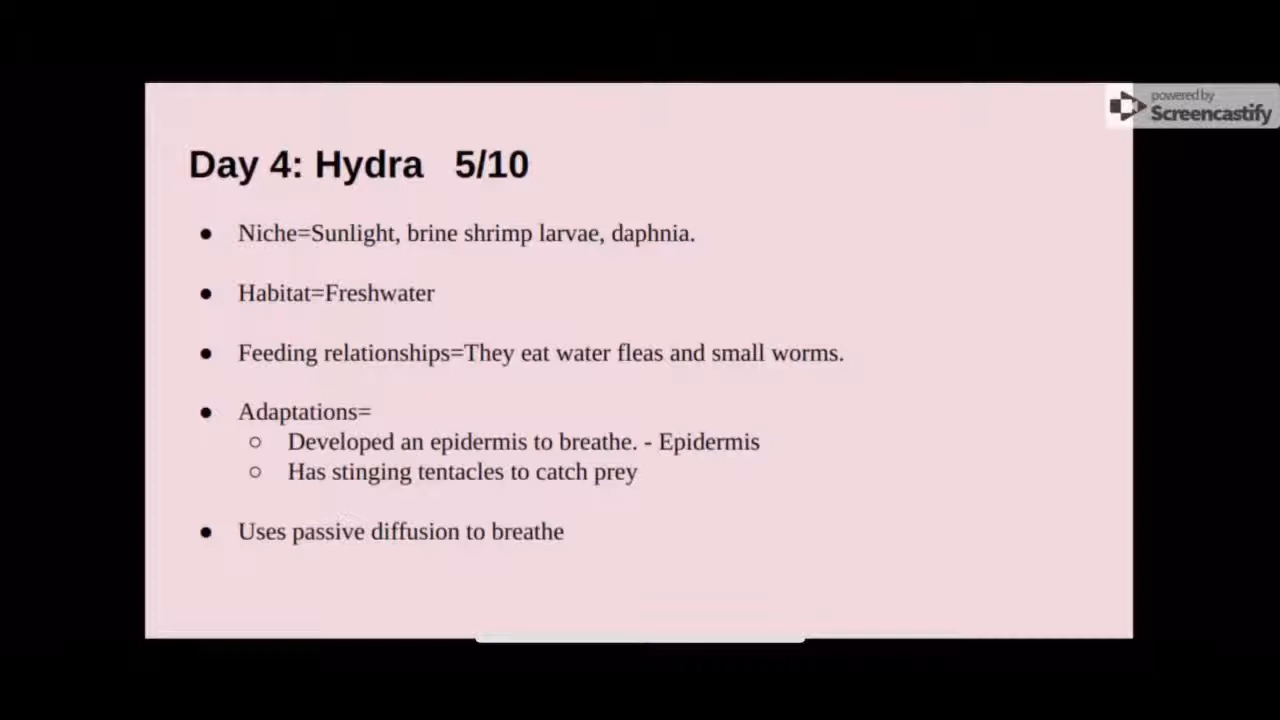 powered by
Screencastify
Day 4: Hydra 5/10
● Niche=Sunlight, brine shrimp larvae, daphnia.
● Habitat=Freshwater
● Feeding relationships=They eat water fleas and small worms.
● Adaptations=
○ Developed an epidermis to breathe. - Epidermis
○ Has stinging tentacles to catch prey
● Uses passive diffusion to breathe